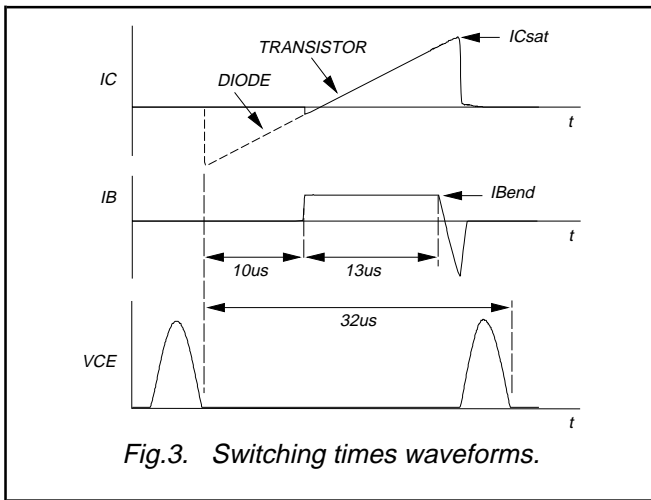 ICsat
TRANSISTOR
IC
DIODE
t
IB
IBend
t
10us
13us
32us
VCE
t
Fig.3. Switching times waveforms.